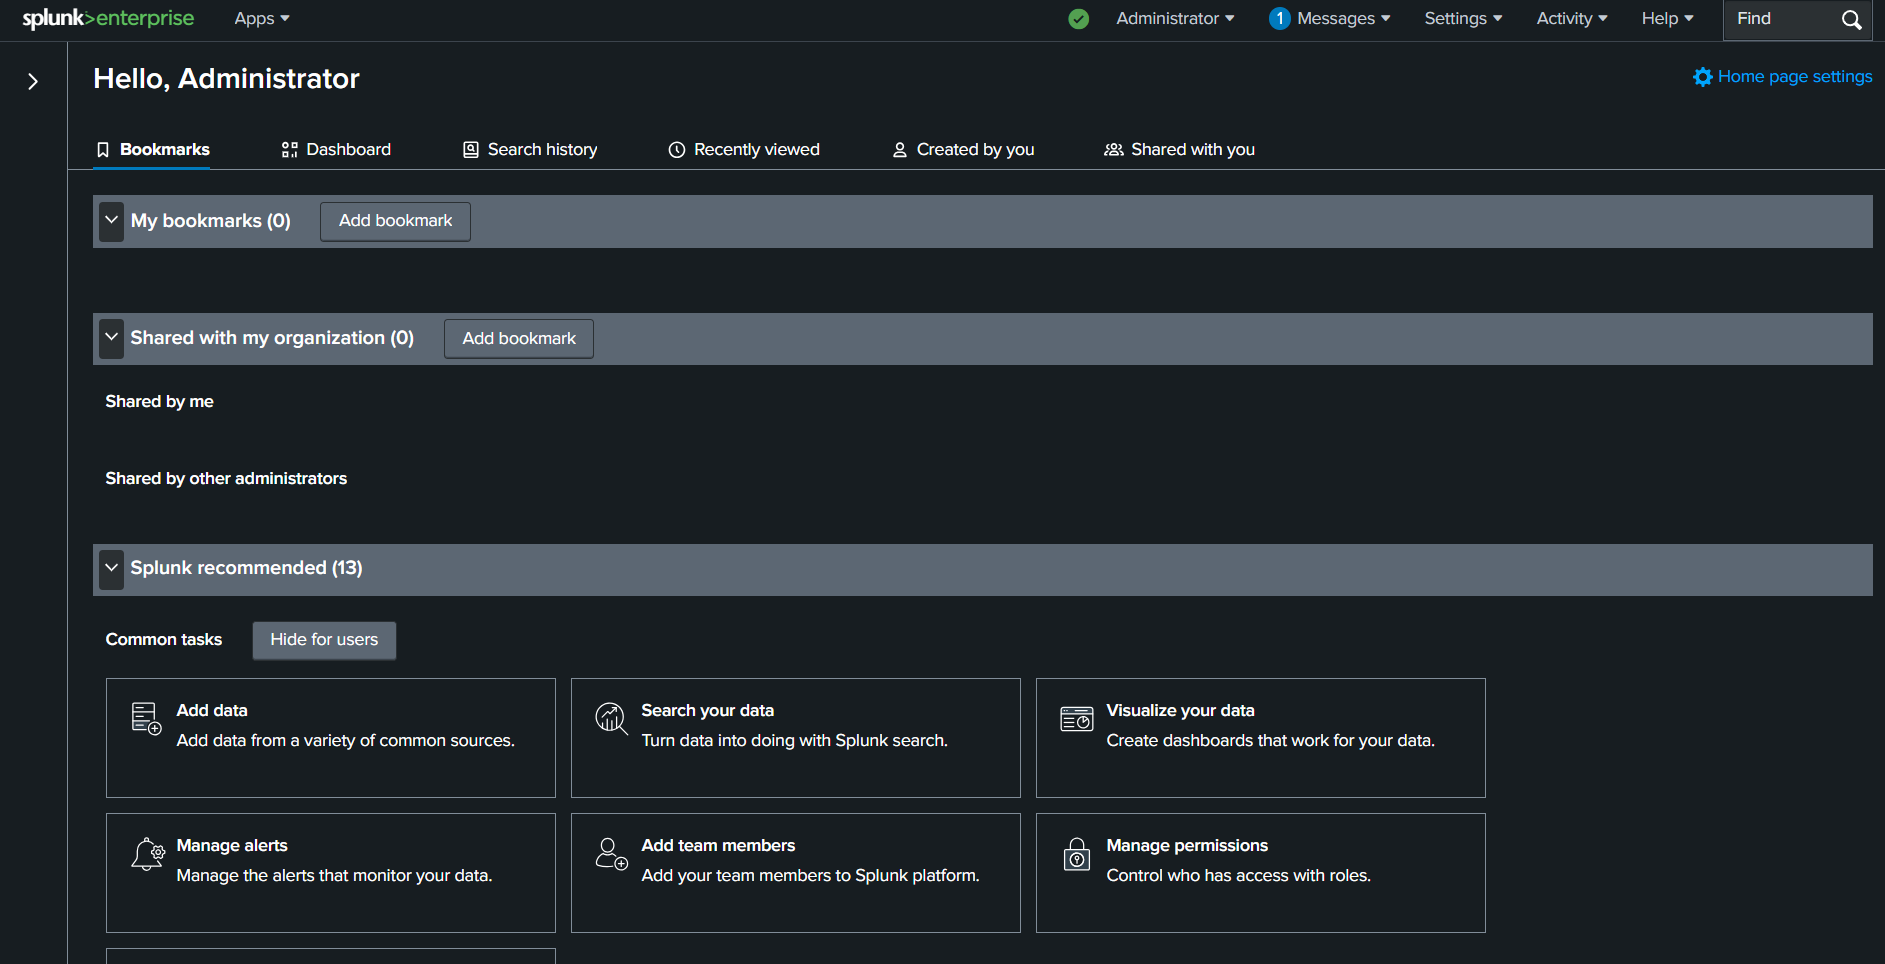 splunk>enterprise Apps Administrator 1 Messages Settings Activity Help Find
Hello, Administrator
Home page settings
Bookmarks Dashboard Search history Recently viewed Created by you Shared with you
My bookmarks (0) Add bookmark
Shared with my organization (0) Add bookmark
Shared by me
Shared by other administrators
Splunk recommended (13)
Common tasks Hide for users
Add data
Add data from a variety of common sources.
Search your data
Turn data into doing with Splunk search.
Visualize your data
Create dashboards that work for your data.
Manage alerts
Manage the alerts that monitor your data.
Add team members
Add your team members to Splunk platform.
Manage permissions
Control who has access with roles.